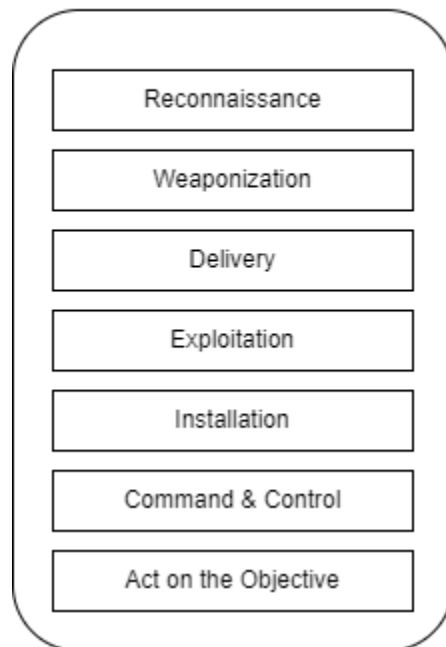 Reconnaissance
Weaponization
Delivery
Exploitation
Installation
Command & Control
Act on the Objective